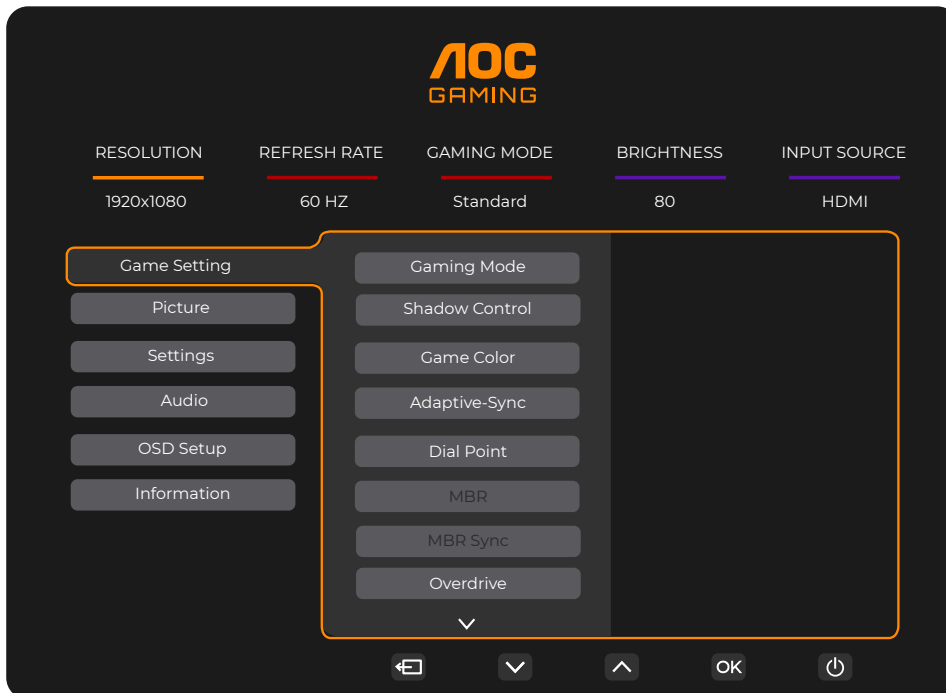 AOC
GAMING
RESOLUTION REFRESH RATE GAMING MODE BRIGHTNESS INPUT SOURCE
1920x1080 60 HZ Standard 80 HDMI
Game Setting
Picture
Settings
Audio
OSD Setup
Information
Gaming Mode
Shadow Control
Game Color
Adaptive-Sync
Dial Point
MBR
MBR Sync
Overdrive
OK